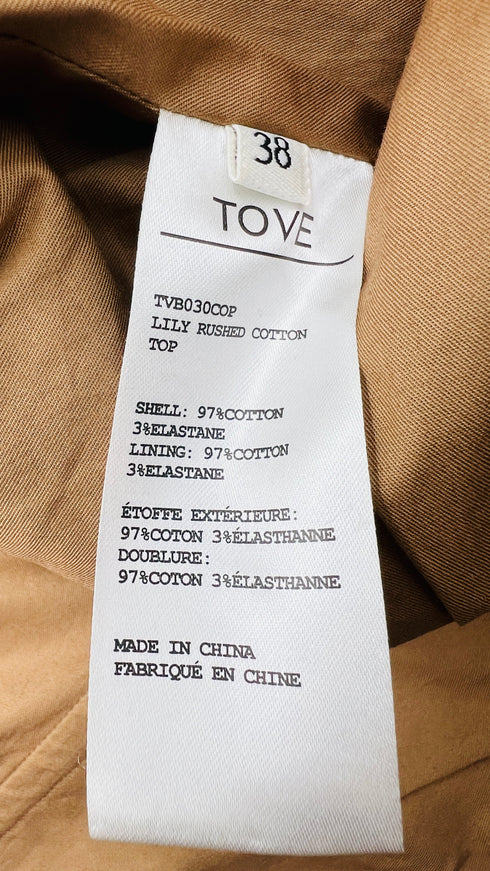 38
TOVE
TVB030COP
LILY RUSHED COTTON
TOP
SHELL: 97%COTTON
3%ELASTANE
LINING: 97%COTTON
3%ELASTANE
ÉTOFFE EXTÉRIEURE:
97%COTON 3%ÉLASTHANNE
DOUBLURE:
97%COTON 3%ÉLASTHANNE
MADE IN CHINA
FABRIQUÉ EN CHINE